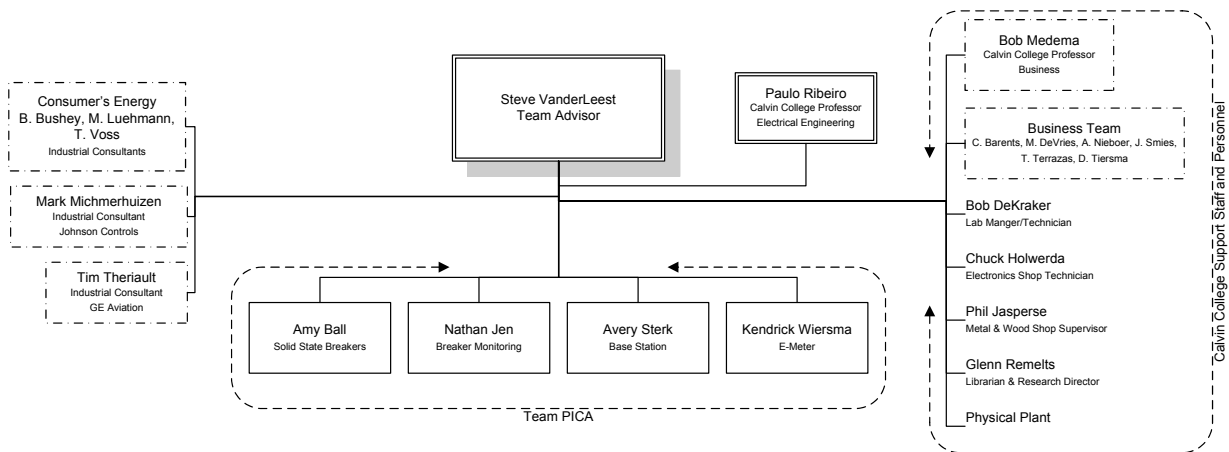 Consumer's Energy
B. Bushey, M. Luehmann,
T. Voss
Industrial Consultants
Mark Michmerhuizen
Industrial Consultant
Johnson Controls
Tim Theriault
Industrial Consultant
GE Aviation
Steve VanderLeest
Team Advisor
Paulo Ribeiro
Calvin College Professor
Electrical Engineering
Amy Ball
Solid State Breakers
Nathan Jen
Breaker Monitoring
Avery Sterk
Base Station
Kendrick Wiersma
E-Meter
Team PICA
Bob Medema
Calvin College Professor
Business
Business Team
C. Barents, M. DeVries, A. Nieboer, J. Smies,
T. Terrazas, D. Tiersma
Bob DeKraker
Lab Manger/Technician
Chuck Holwerda
Electronics Shop Technician
Phil Jasperse
Metal & Wood Shop Supervisor
Glenn Remelts
Librarian & Research Director
Physical Plant
Calvin College Support Staff and Personnel